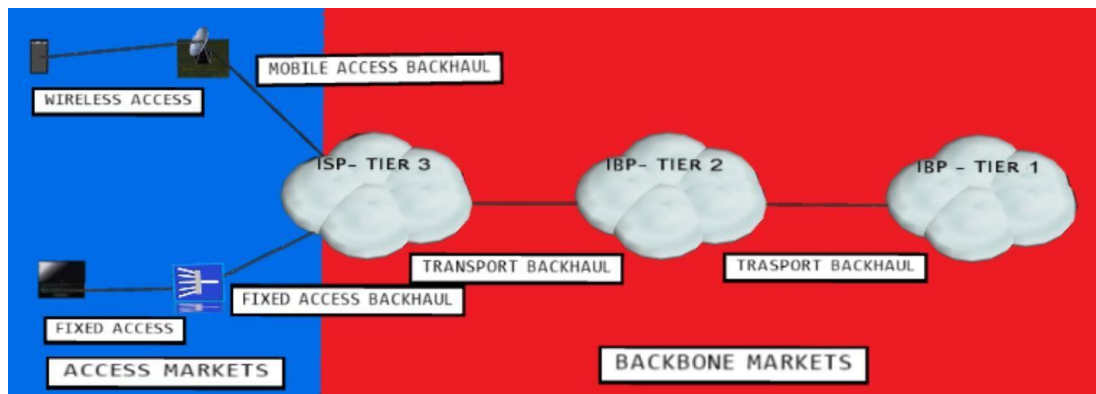 MOBILE ACCESS BACKHAUL
WIRELESS ACCESS
ISP- TIER 3
IBP- TIER 2
IBP - TIER 1
TRANSPORT BACKHAUL
TRASPORT BACKHAUL
FIXED ACCESS BACKHAUL
FIXED ACCESS
ACCESS MARKETS
BACKBONE MARKETS